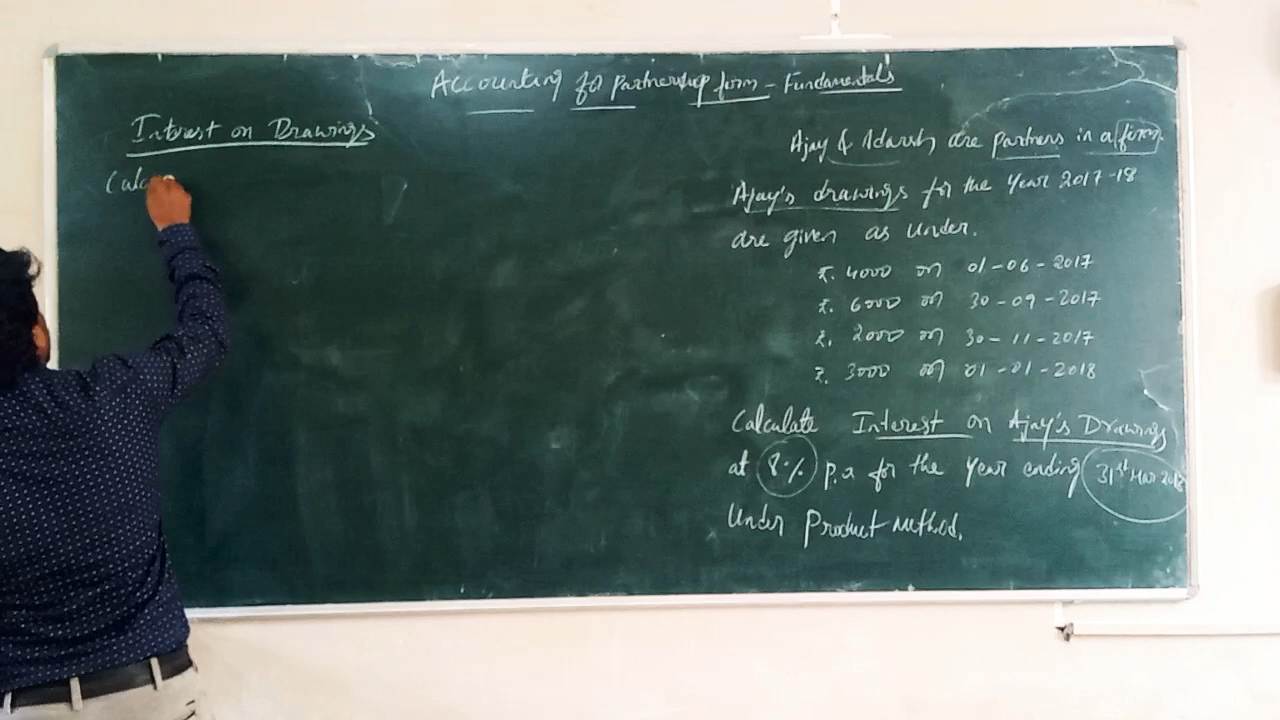 Accounting for Partnership firm - Fundamentals
Interest on Drawings
Calc
Ajay & Adarsh are partners in a firm.
Ajay's drawings for the Year 2017-18
are given as under.
₹. 4000 on 01-06-2017
₹. 6000 on 30-09-2017
₹. 2000 on 30-11-2017
₹. 3000 on 01-01-2018
Calculate Interest on Ajay's Drawings
at 8% p.a for the Year ending 31st Mar 2018
Under Product Method.